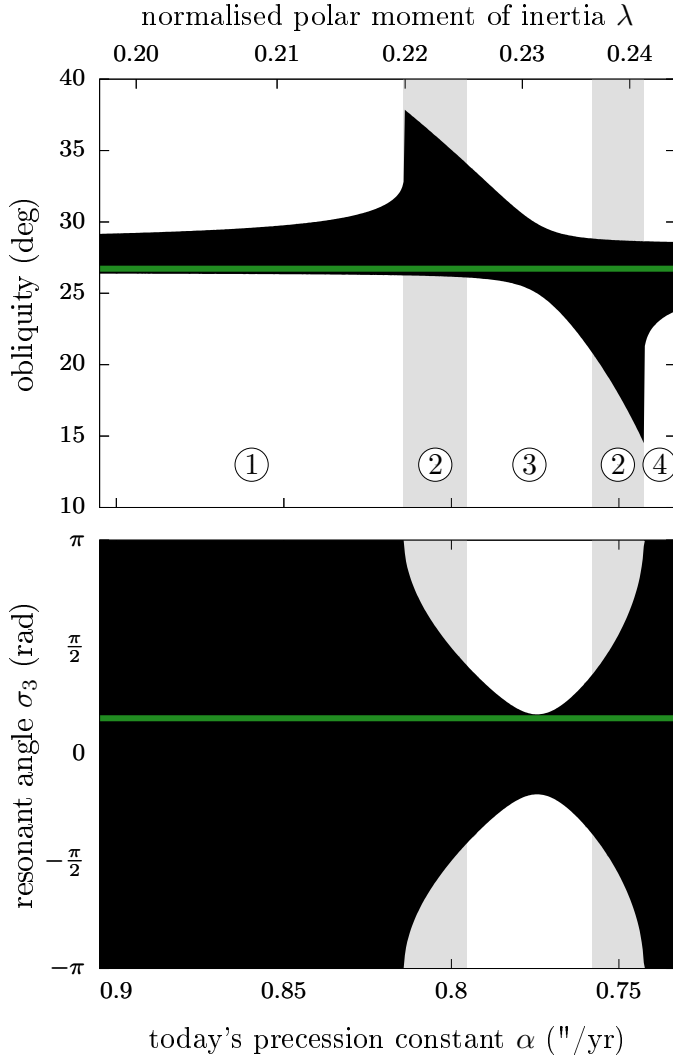 normalised polar moment of inertia λ
0.20 0.21 0.22 0.23 0.24
obliquity (deg)
40
35
30
25
20
15
10
1 2 3 2 4
resonant angle σ₃ (rad)
π
π/2
0
−π/2
−π
0.9 0.85 0.8 0.75
today's precession constant α ("/yr)